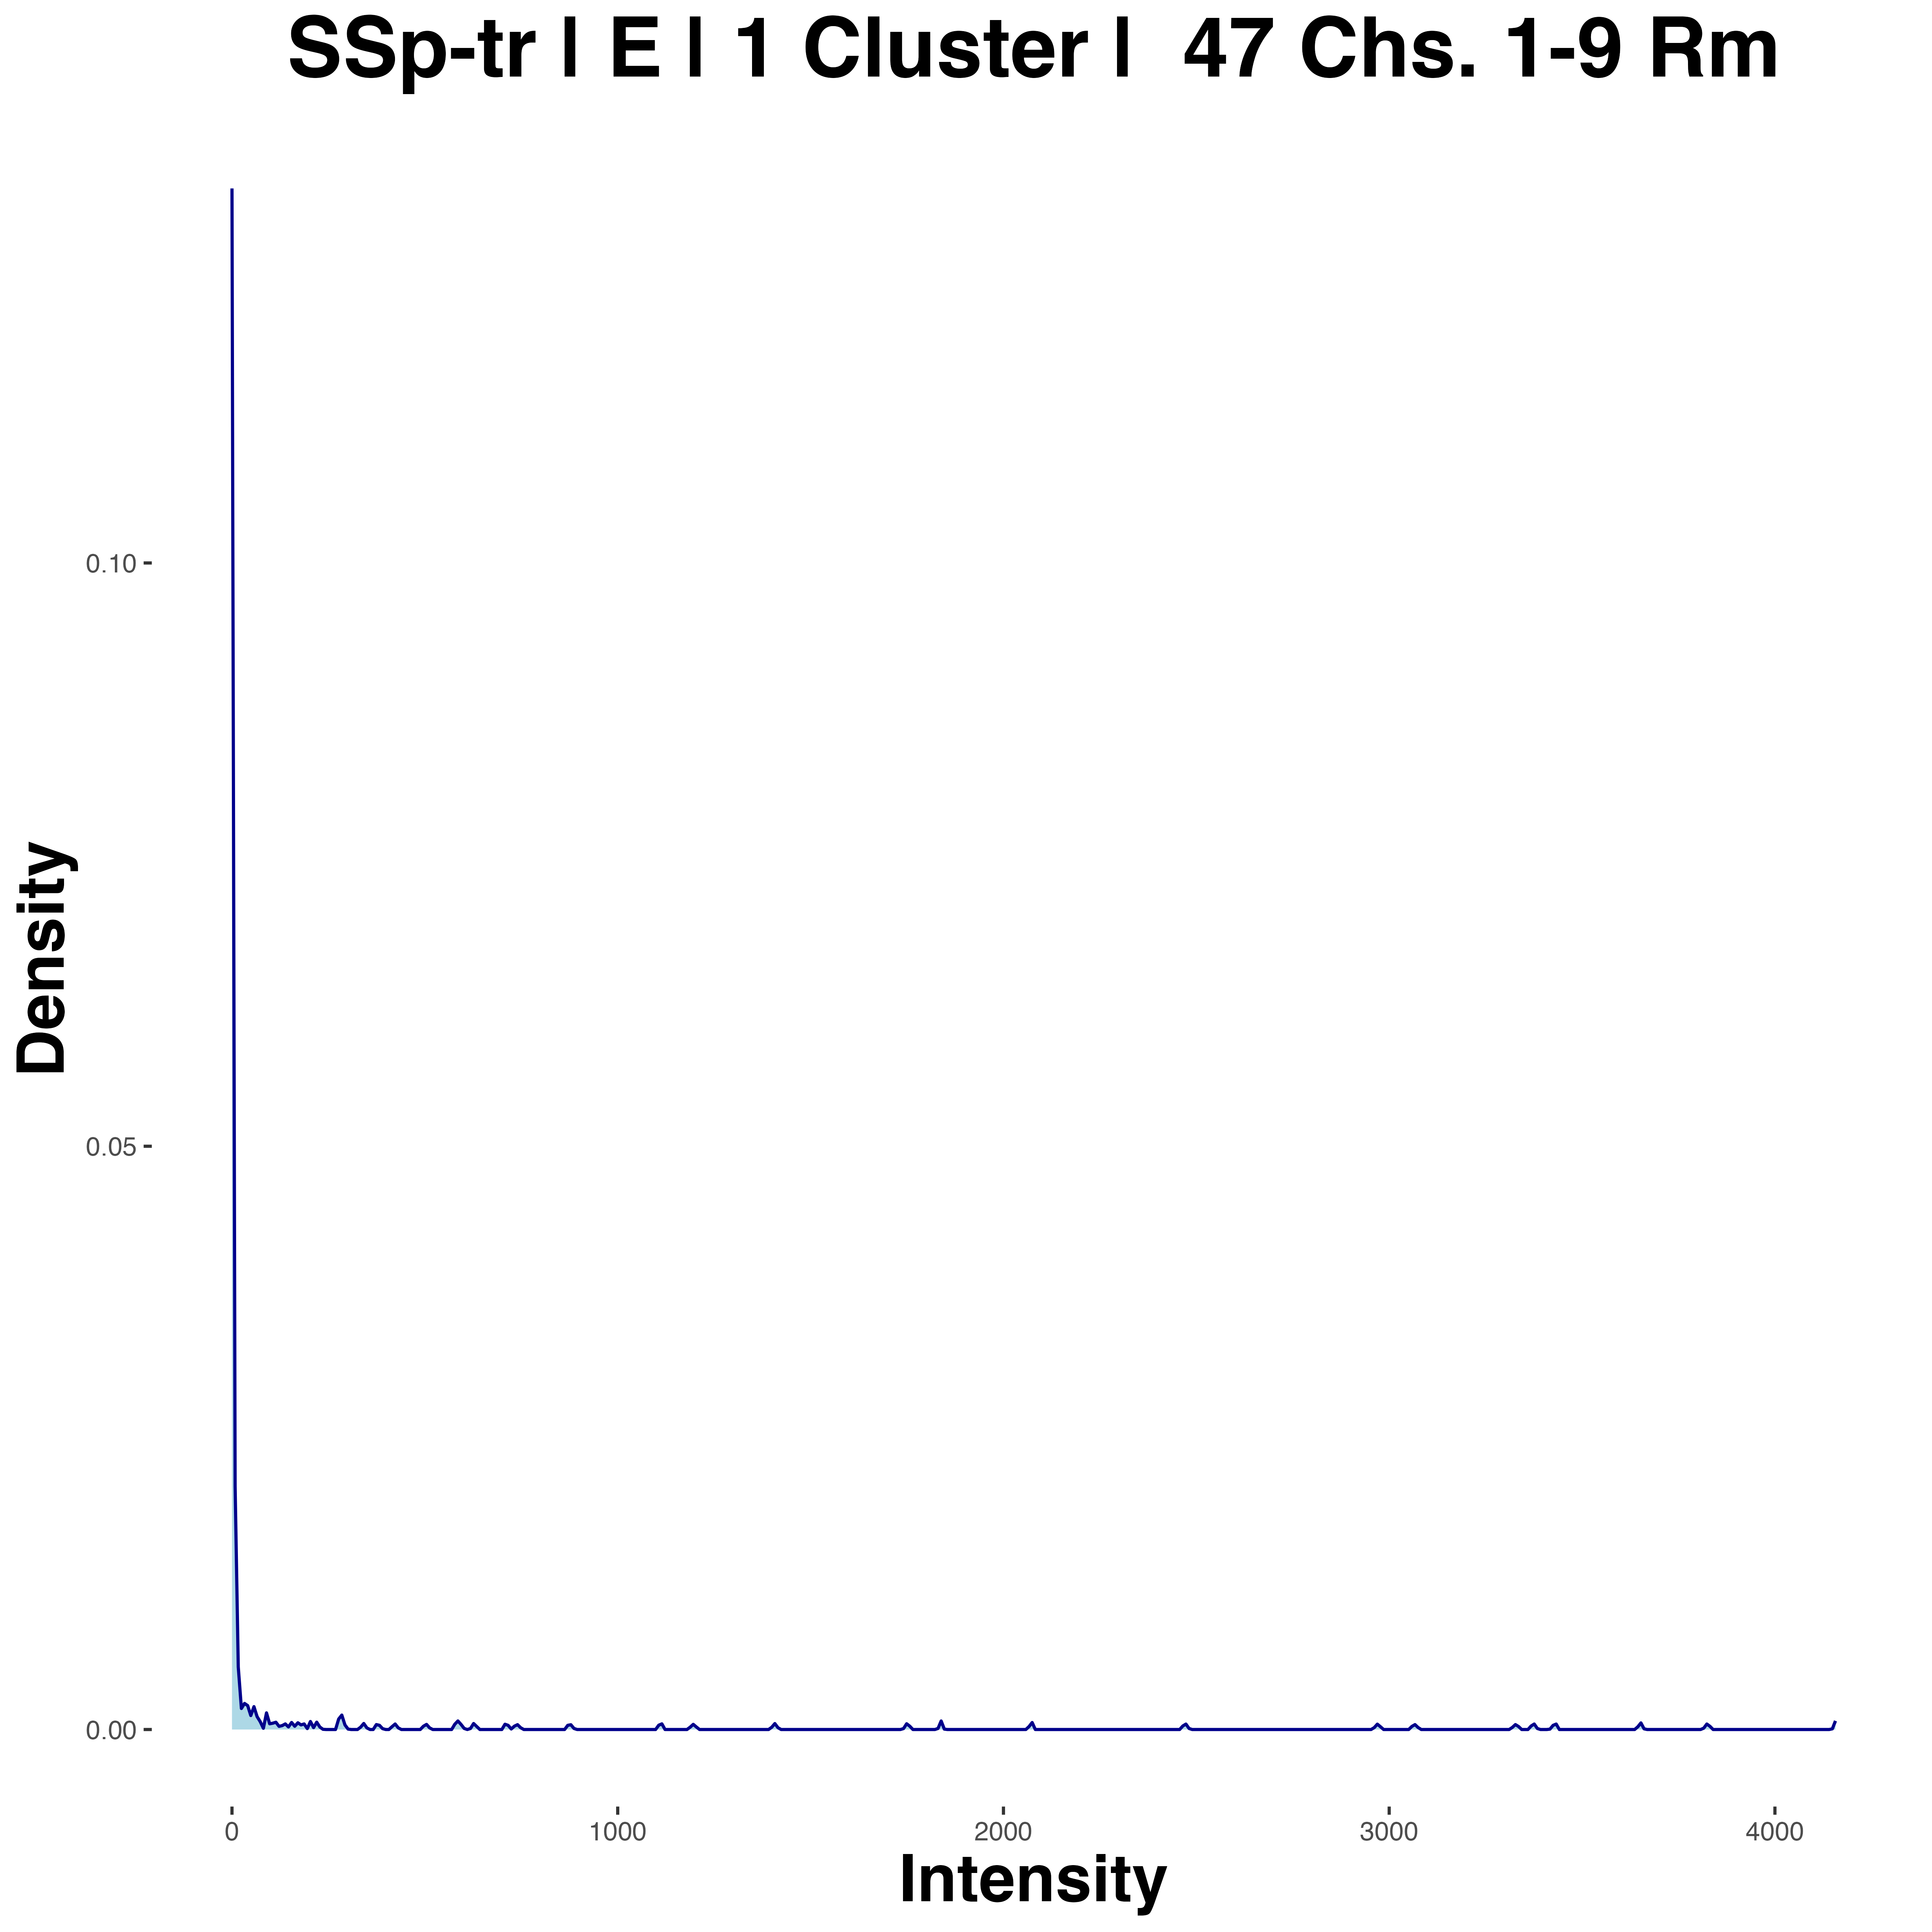 SSp-tr | E | 1 Cluster |  47 Chs. 1-9 Rm
0.10
0.05
0.00
Density
0
1000
2000
3000
4000
Intensity